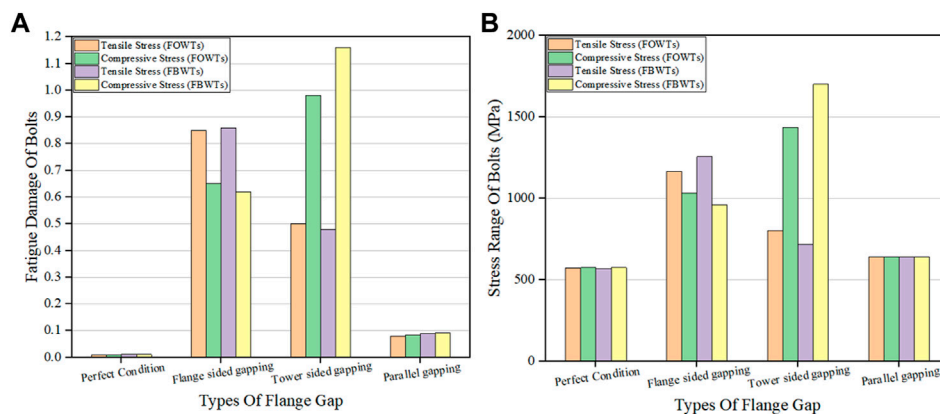 A
Fatigue Damage Of Bolts
1.2
1.1
1.0
0.9
0.8
0.7
0.6
0.5
0.4
0.3
0.2
0.1
0.0
Tensile Stress (FOWTs)
Compressive Stress (FOWTs)
Tensile Stress (FBWTs)
Compressive Stress (FBWTs)
Perfect Condition
Flange sided gapping
Tower sided gapping
Parallel gapping
Types Of Flange Gap
B
Stress Range Of Bolts (MPa)
2000
1500
1000
500
0
Tensile Stress (FOWTs)
Compressive Stress (FOWTs)
Tensile Stress (FBWTs)
Compressive Stress (FBWTs)
Perfect Condition
Flange sided gapping
Tower sided gapping
Parallel gapping
Types Of Flange Gap